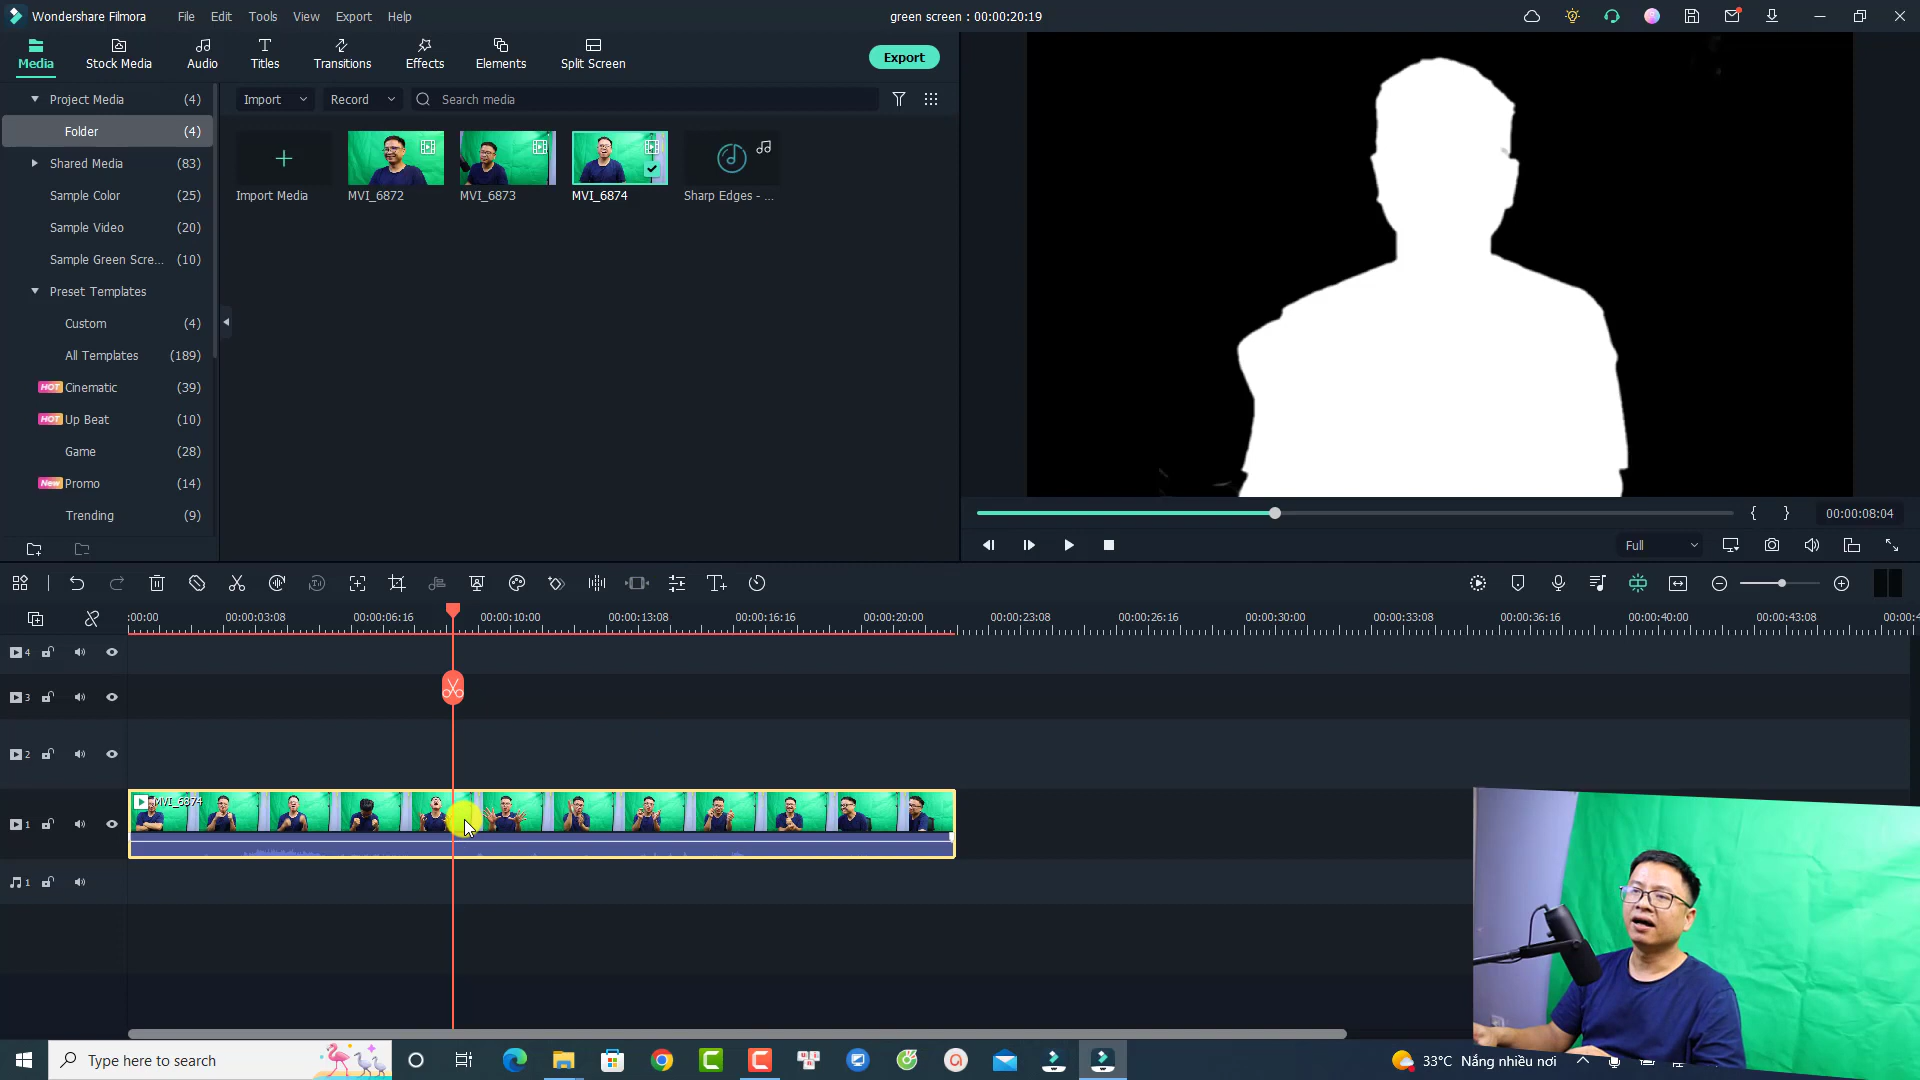 Wondershare Filmora File Edit Tools View Export Help green screen : 00:00:20:19
Media Stock Media Audio Titles Transitions Effects Elements Split Screen Export
Project Media (4)
Folder (4)
Shared Media (83)
Sample Color (25)
Sample Video (20)
Sample Green Scre... (10)
Preset Templates
Custom (4)
All Templates (189)
HOT Cinematic (39)
HOT Up Beat (10)
Game (28)
New Promo (14)
Trending (9)
Import Record Search media
Import Media MVI_6872 MVI_6873 MVI_6874 Sharp Edges - ...
{ } 00:00:08:04
Full
:00:00 00:00:03:08 00:00:06:16 00:00:10:00 00:00:13:08 00:00:16:16 00:00:20:00 00:00:23:08 00:00:26:16 00:00:30:00 00:00:33:08 00:00:36:16 00:00:40:00 00:00:43:08 00:00:4
4
3
2
1 MVI_6874
1
Type here to search 33°C Nắng nhiều nơi